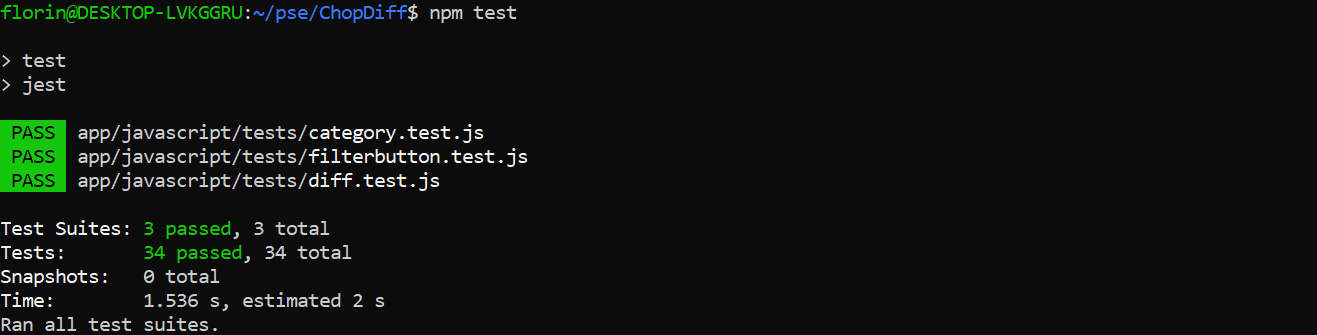 florin@DESKTOP-LVKGGRU:~/pse/ChopDiff$ npm test
> test
> jest
PASS app/javascript/tests/category.test.js
PASS app/javascript/tests/filterbutton.test.js
PASS app/javascript/tests/diff.test.js
Test Suites: 3 passed, 3 total
Tests:       34 passed, 34 total
Snapshots:   0 total
Time:        1.536 s, estimated 2 s
Ran all test suites.